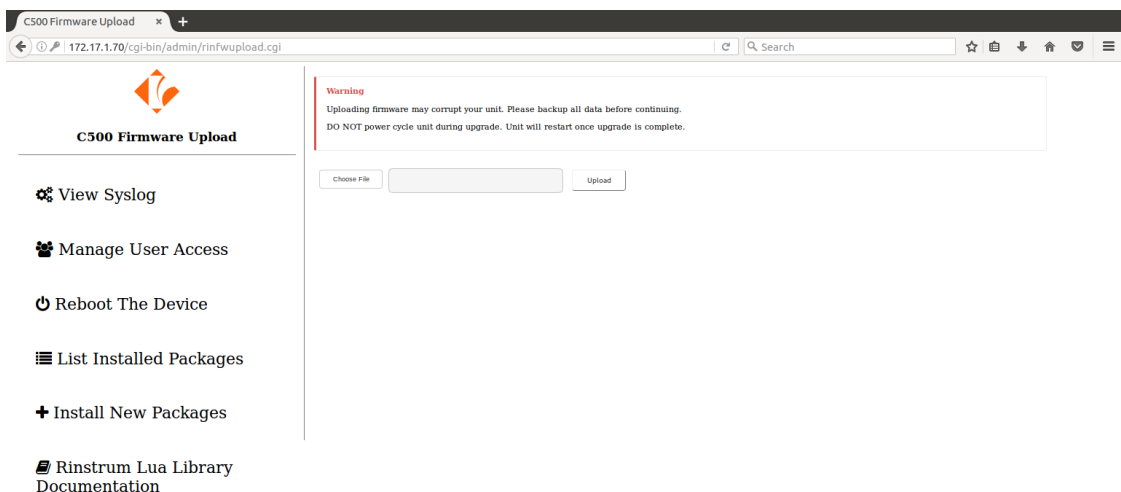 C500 Firmware Upload
172.17.1.70/cgi-bin/admin/rinfwupload.cgi
Search
C500 Firmware Upload
View Syslog
Manage User Access
Reboot The Device
List Installed Packages
Install New Packages
Rinstrum Lua Library
Documentation
Warning
Uploading firmware may corrupt your unit. Please backup all data before continuing.
DO NOT power cycle unit during upgrade. Unit will restart once upgrade is complete.
Choose File
Upload